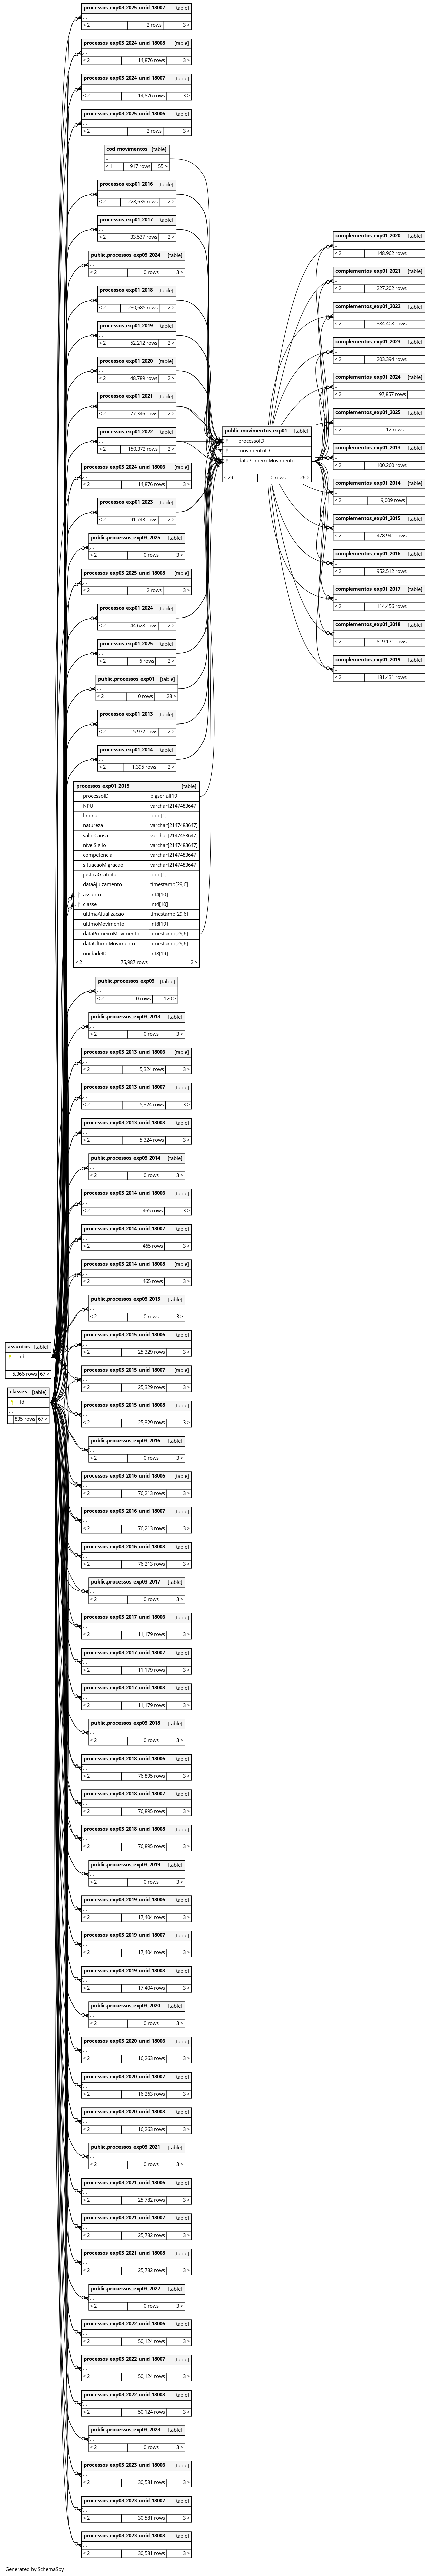 processos_exp03_2025_unid_18007 [table]
...
< 2 2 rows 3 >
processos_exp03_2024_unid_18008 [table]
...
< 2 14,876 rows 3 >
processos_exp03_2024_unid_18007 [table]
...
< 2 14,876 rows 3 >
processos_exp03_2025_unid_18006 [table]
...
< 2 2 rows 3 >
cod_movimentos [table]
...
< 1 917 rows 55 >
processos_exp01_2016 [table]
...
< 2 228,639 rows 2 >
processos_exp01_2017 [table]
...
< 2 33,537 rows 2 >
public.processos_exp03_2024 [table]
...
< 2 0 rows 3 >
processos_exp01_2018 [table]
...
< 2 230,685 rows 2 >
processos_exp01_2019 [table]
...
< 2 52,212 rows 2 >
processos_exp01_2020 [table]
...
< 2 48,789 rows 2 >
processos_exp01_2021 [table]
...
< 2 77,346 rows 2 >
processos_exp01_2022 [table]
...
< 2 150,372 rows 2 >
processos_exp03_2024_unid_18006 [table]
...
< 2 14,876 rows 3 >
processos_exp01_2023 [table]
...
< 2 91,743 rows 2 >
public.processos_exp03_2025 [table]
...
< 2 0 rows 3 >
processos_exp03_2025_unid_18008 [table]
...
< 2 2 rows 3 >
processos_exp01_2024 [table]
...
< 2 44,628 rows 2 >
processos_exp01_2025 [table]
...
< 2 6 rows 2 >
public.processos_exp01 [table]
...
< 2 0 rows 28 >
processos_exp01_2013 [table]
...
< 2 15,972 rows 2 >
processos_exp01_2014 [table]
...
< 2 1,395 rows 2 >
processos_exp01_2015 [table]
processoID bigserial[19]
NPU varchar[2147483647]
liminar bool[1]
natureza varchar[2147483647]
valorCausa varchar[2147483647]
nivelSigilo varchar[2147483647]
competencia varchar[2147483647]
situacaoMigracao varchar[2147483647]
justicaGratuita bool[1]
dataAjuizamento timestamp[29,6]
assunto int4[10]
classe int4[10]
ultimaAtualizacao timestamp[29,6]
ultimoMovimento int8[19]
dataPrimeiroMovimento timestamp[29,6]
dataUltimoMovimento timestamp[29,6]
unidadeID int8[19]
< 2 75,987 rows 2 >
public.processos_exp03 [table]
...
< 2 0 rows 120 >
public.processos_exp03_2013 [table]
...
< 2 0 rows 3 >
processos_exp03_2013_unid_18006 [table]
...
< 2 5,324 rows 3 >
processos_exp03_2013_unid_18007 [table]
...
< 2 5,324 rows 3 >
processos_exp03_2013_unid_18008 [table]
...
< 2 5,324 rows 3 >
public.processos_exp03_2014 [table]
...
< 2 0 rows 3 >
processos_exp03_2014_unid_18006 [table]
...
< 2 465 rows 3 >
processos_exp03_2014_unid_18007 [table]
...
< 2 465 rows 3 >
processos_exp03_2014_unid_18008 [table]
...
< 2 465 rows 3 >
public.processos_exp03_2015 [table]
...
< 2 0 rows 3 >
processos_exp03_2015_unid_18006 [table]
...
< 2 25,329 rows 3 >
processos_exp03_2015_unid_18007 [table]
...
< 2 25,329 rows 3 >
processos_exp03_2015_unid_18008 [table]
...
< 2 25,329 rows 3 >
public.processos_exp03_2016 [table]
...
< 2 0 rows 3 >
processos_exp03_2016_unid_18006 [table]
...
< 2 76,213 rows 3 >
processos_exp03_2016_unid_18007 [table]
...
< 2 76,213 rows 3 >
processos_exp03_2016_unid_18008 [table]
...
< 2 76,213 rows 3 >
public.processos_exp03_2017 [table]
...
< 2 0 rows 3 >
processos_exp03_2017_unid_18006 [table]
...
< 2 11,179 rows 3 >
processos_exp03_2017_unid_18007 [table]
...
< 2 11,179 rows 3 >
processos_exp03_2017_unid_18008 [table]
...
< 2 11,179 rows 3 >
public.processos_exp03_2018 [table]
...
< 2 0 rows 3 >
processos_exp03_2018_unid_18006 [table]
...
< 2 76,895 rows 3 >
processos_exp03_2018_unid_18007 [table]
...
< 2 76,895 rows 3 >
processos_exp03_2018_unid_18008 [table]
...
< 2 76,895 rows 3 >
public.processos_exp03_2019 [table]
...
< 2 0 rows 3 >
processos_exp03_2019_unid_18006 [table]
...
< 2 17,404 rows 3 >
processos_exp03_2019_unid_18007 [table]
...
< 2 17,404 rows 3 >
processos_exp03_2019_unid_18008 [table]
...
< 2 17,404 rows 3 >
public.processos_exp03_2020 [table]
...
< 2 0 rows 3 >
processos_exp03_2020_unid_18006 [table]
...
< 2 16,263 rows 3 >
processos_exp03_2020_unid_18007 [table]
...
< 2 16,263 rows 3 >
processos_exp03_2020_unid_18008 [table]
...
< 2 16,263 rows 3 >
public.processos_exp03_2021 [table]
...
< 2 0 rows 3 >
processos_exp03_2021_unid_18006 [table]
...
< 2 25,782 rows 3 >
processos_exp03_2021_unid_18007 [table]
...
< 2 25,782 rows 3 >
processos_exp03_2021_unid_18008 [table]
...
< 2 25,782 rows 3 >
public.processos_exp03_2022 [table]
...
< 2 0 rows 3 >
processos_exp03_2022_unid_18006 [table]
...
< 2 50,124 rows 3 >
processos_exp03_2022_unid_18007 [table]
...
< 2 50,124 rows 3 >
processos_exp03_2022_unid_18008 [table]
...
< 2 50,124 rows 3 >
public.processos_exp03_2023 [table]
...
< 2 0 rows 3 >
processos_exp03_2023_unid_18006 [table]
...
< 2 30,581 rows 3 >
processos_exp03_2023_unid_18007 [table]
...
< 2 30,581 rows 3 >
processos_exp03_2023_unid_18008 [table]
...
< 2 30,581 rows 3 >
assuntos [table]
id
...
5,366 rows 67 >
classes [table]
id
...
835 rows 67 >
public.movimentos_exp01 [table]
processoID
movimentoID
dataPrimeiroMovimento
...
< 29 0 rows 26 >
complementos_exp01_2020 [table]
...
< 2 148,962 rows
complementos_exp01_2021 [table]
...
< 2 227,202 rows
complementos_exp01_2022 [table]
...
< 2 384,408 rows
complementos_exp01_2023 [table]
...
< 2 203,394 rows
complementos_exp01_2024 [table]
...
< 2 97,857 rows
complementos_exp01_2025 [table]
...
< 2 12 rows
complementos_exp01_2013 [table]
...
< 2 100,260 rows
complementos_exp01_2014 [table]
...
< 2 9,009 rows
complementos_exp01_2015 [table]
...
< 2 478,941 rows
complementos_exp01_2016 [table]
...
< 2 952,512 rows
complementos_exp01_2017 [table]
...
< 2 114,456 rows
complementos_exp01_2018 [table]
...
< 2 819,171 rows
complementos_exp01_2019 [table]
...
< 2 181,431 rows
Generated by SchemaSpy